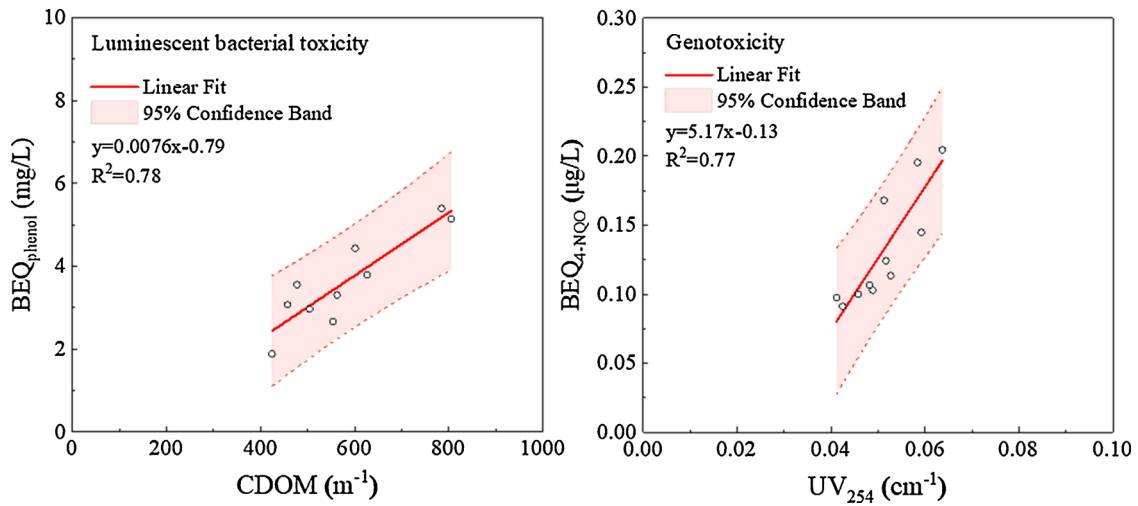 Luminescent bacterial toxicity
Linear Fit
95% Confidence Band
y=0.0076x-0.79
R²=0.78
BEQphenol (mg/L)
10
8
6
4
2
0
0 200 400 600 800 1000
CDOM (m⁻¹)
Genotoxicity
Linear Fit
95% Confidence Band
y=5.17x-0.13
R²=0.77
BEQ4-NQO (µg/L)
0.30
0.25
0.20
0.15
0.10
0.05
0.00
0.00 0.02 0.04 0.06 0.08 0.10
UV254 (cm⁻¹)